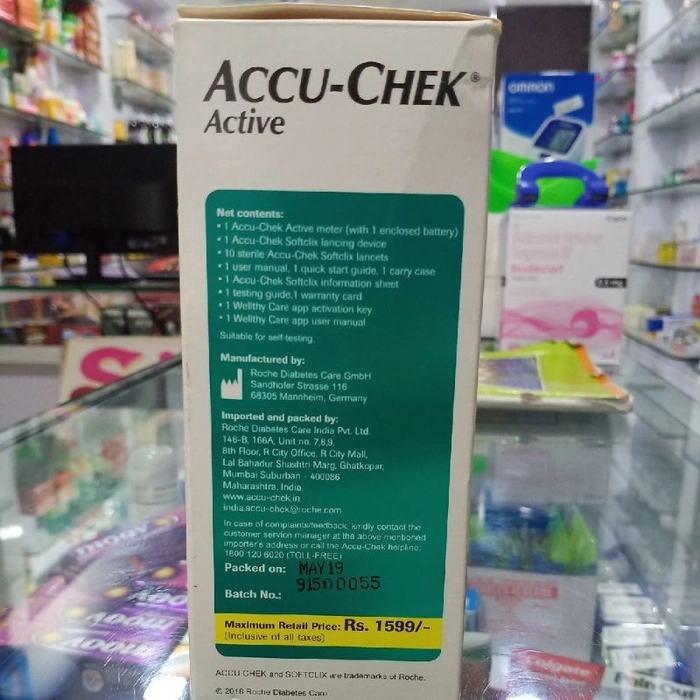 ACCU-CHEK®
Active
Net contents:
• 1 Accu-Chek Active meter (with 1 enclosed battery)
• 1 Accu-Chek Softclix lancing device
• 10 sterile Accu-Chek Softclix lancets
• 1 user manual, 1 quick start guide, 1 carry case
• 1 Accu-Chek Softclix information sheet
• 1 testing guide,1 warranty card
• 1 Wellthy Care app activation key
• 1 Wellthy Care app user manual
Suitable for self-testing.
Manufactured by:
Roche Diabetes Care GmbH
Sandhofer Strasse 116
68305 Mannheim, Germany
Imported and packed by:
Roche Diabetes Care India Pvt. Ltd.
146-B, 166A, Unit no. 7,8,9,
8th Floor, R City Office, R City Mall,
Lal Bahadur Shashtri Marg, Ghatkopar,
Mumbai Suburban - 400086
Maharashtra, India.
www.accu-chek.in
india.accu-chek@roche.com
In case of complaints/feedback, kindly contact the
customer service manager at the above mentioned
importer's address or call the Accu-Chek helpline:
1800 120 6020 (TOLL-FREE)
Packed on: MAY19
Batch No.:
Maximum Retail Price: Rs. 1599/-
(Inclusive of all taxes)
ACCU-CHEK and SOFTCLIX are trademarks of Roche.
© 2018 Roche Diabetes Care
OMRON
Colgate